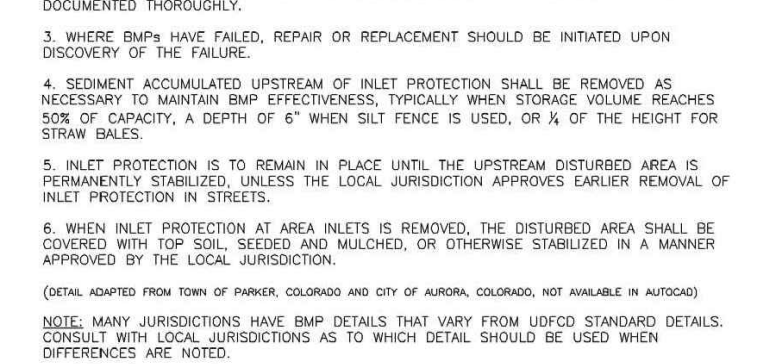 DOCUMENTED THOROUGHLY.
3. WHERE BMPs HAVE FAILED, REPAIR OR REPLACEMENT SHOULD BE INITIATED UPON
DISCOVERY OF THE FAILURE.
4. SEDIMENT ACCUMULATED UPSTREAM OF INLET PROTECTION SHALL BE REMOVED AS
NECESSARY TO MAINTAIN BMP EFFECTIVENESS, TYPICALLY WHEN STORAGE VOLUME REACHES
50% OF CAPACITY, A DEPTH OF 6" WHEN SILT FENCE IS USED, OR ¼ OF THE HEIGHT FOR
STRAW BALES.
5. INLET PROTECTION IS TO REMAIN IN PLACE UNTIL THE UPSTREAM DISTURBED AREA IS
PERMANENTLY STABILIZED, UNLESS THE LOCAL JURISDICTION APPROVES EARLIER REMOVAL OF
INLET PROTECTION IN STREETS.
6. WHEN INLET PROTECTION AT AREA INLETS IS REMOVED, THE DISTURBED AREA SHALL BE
COVERED WITH TOP SOIL, SEEDED AND MULCHED, OR OTHERWISE STABILIZED IN A MANNER
APPROVED BY THE LOCAL JURISDICTION.
(DETAIL ADAPTED FROM TOWN OF PARKER, COLORADO AND CITY OF AURORA, COLORADO, NOT AVAILABLE IN AUTOCAD)
NOTE: MANY JURISDICTIONS HAVE BMP DETAILS THAT VARY FROM UDFCD STANDARD DETAILS.
CONSULT WITH LOCAL JURISDICTIONS AS TO WHICH DETAIL SHOULD BE USED WHEN
DIFFERENCES ARE NOTED.